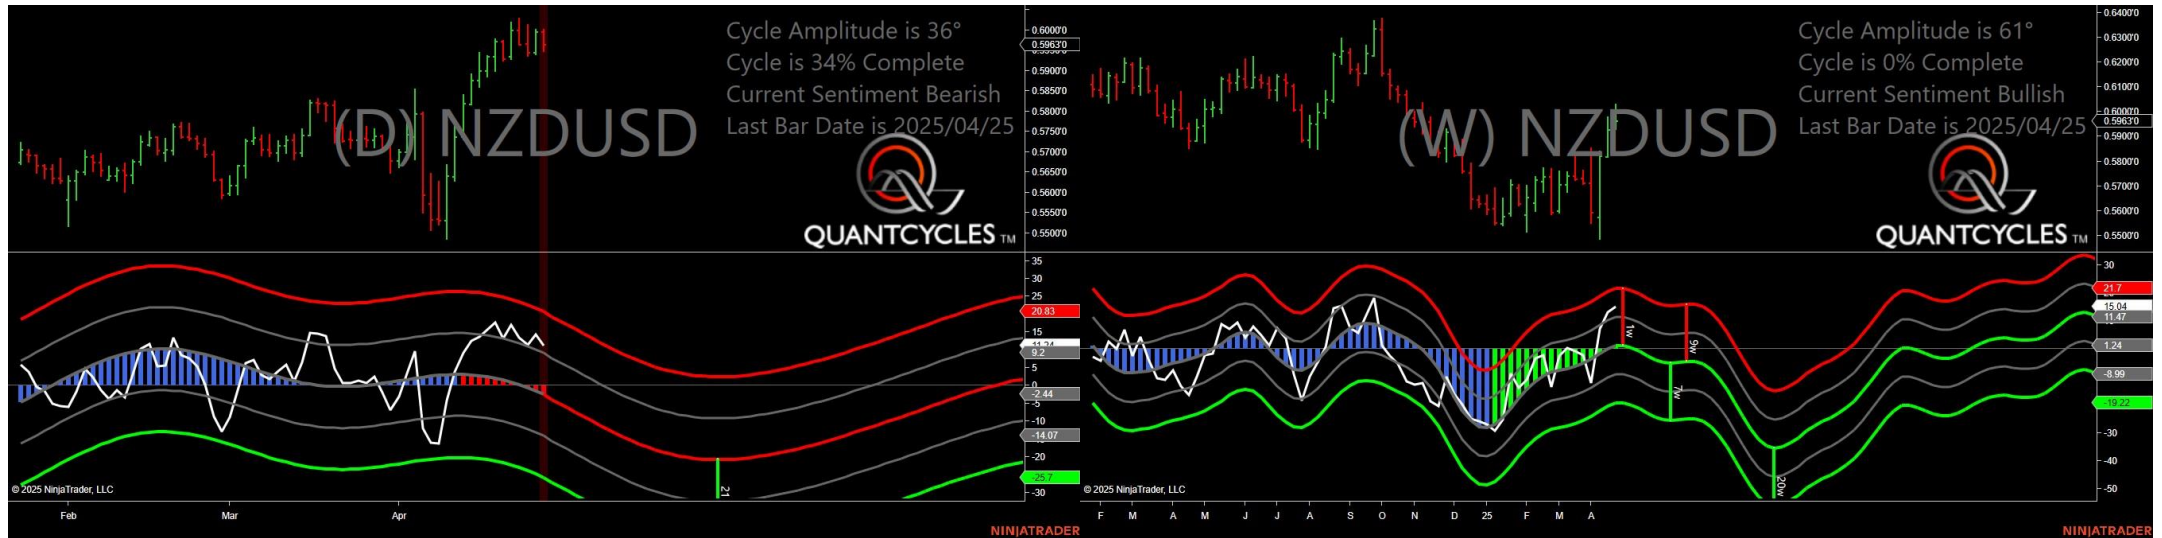 Cycle Amplitude is 36°
Cycle is 34% Complete
Current Sentiment Bearish
Last Bar Date is 2025/04/25
(D) NZDUSD
QUANTCYCLES TM
0.6000'0
0.5963'0
0.5900'0
0.5850'0
0.5800'0
0.5750'0
0.5700'0
0.5650'0
0.5600'0
0.5550'0
0.5500'0
35
30
25
20.83
15
11.24
9.2
5
0
-2.44
-5
-10
-14.07
-20
-25.7
-30
21
© 2025 NinjaTrader, LLC
Feb
Mar
Apr
NINJATRADER
Cycle Amplitude is 61°
Cycle is 0% Complete
Current Sentiment Bullish
Last Bar Date is 2025/04/25
(W) NZDUSD
QUANTCYCLES TM
0.6400'0
0.6300'0
0.6200'0
0.6100'0
0.6000'0
0.5963'0
0.5900'0
0.5800'0
0.5700'0
0.5600'0
0.5500'0
30
21.7
15.04
11.47
1.24
-8.99
-19.22
-30
-40
-50
1w
9w
7w
20w
© 2025 NinjaTrader, LLC
F M A M J J A S O N D 25 F M A
NINJATRADER